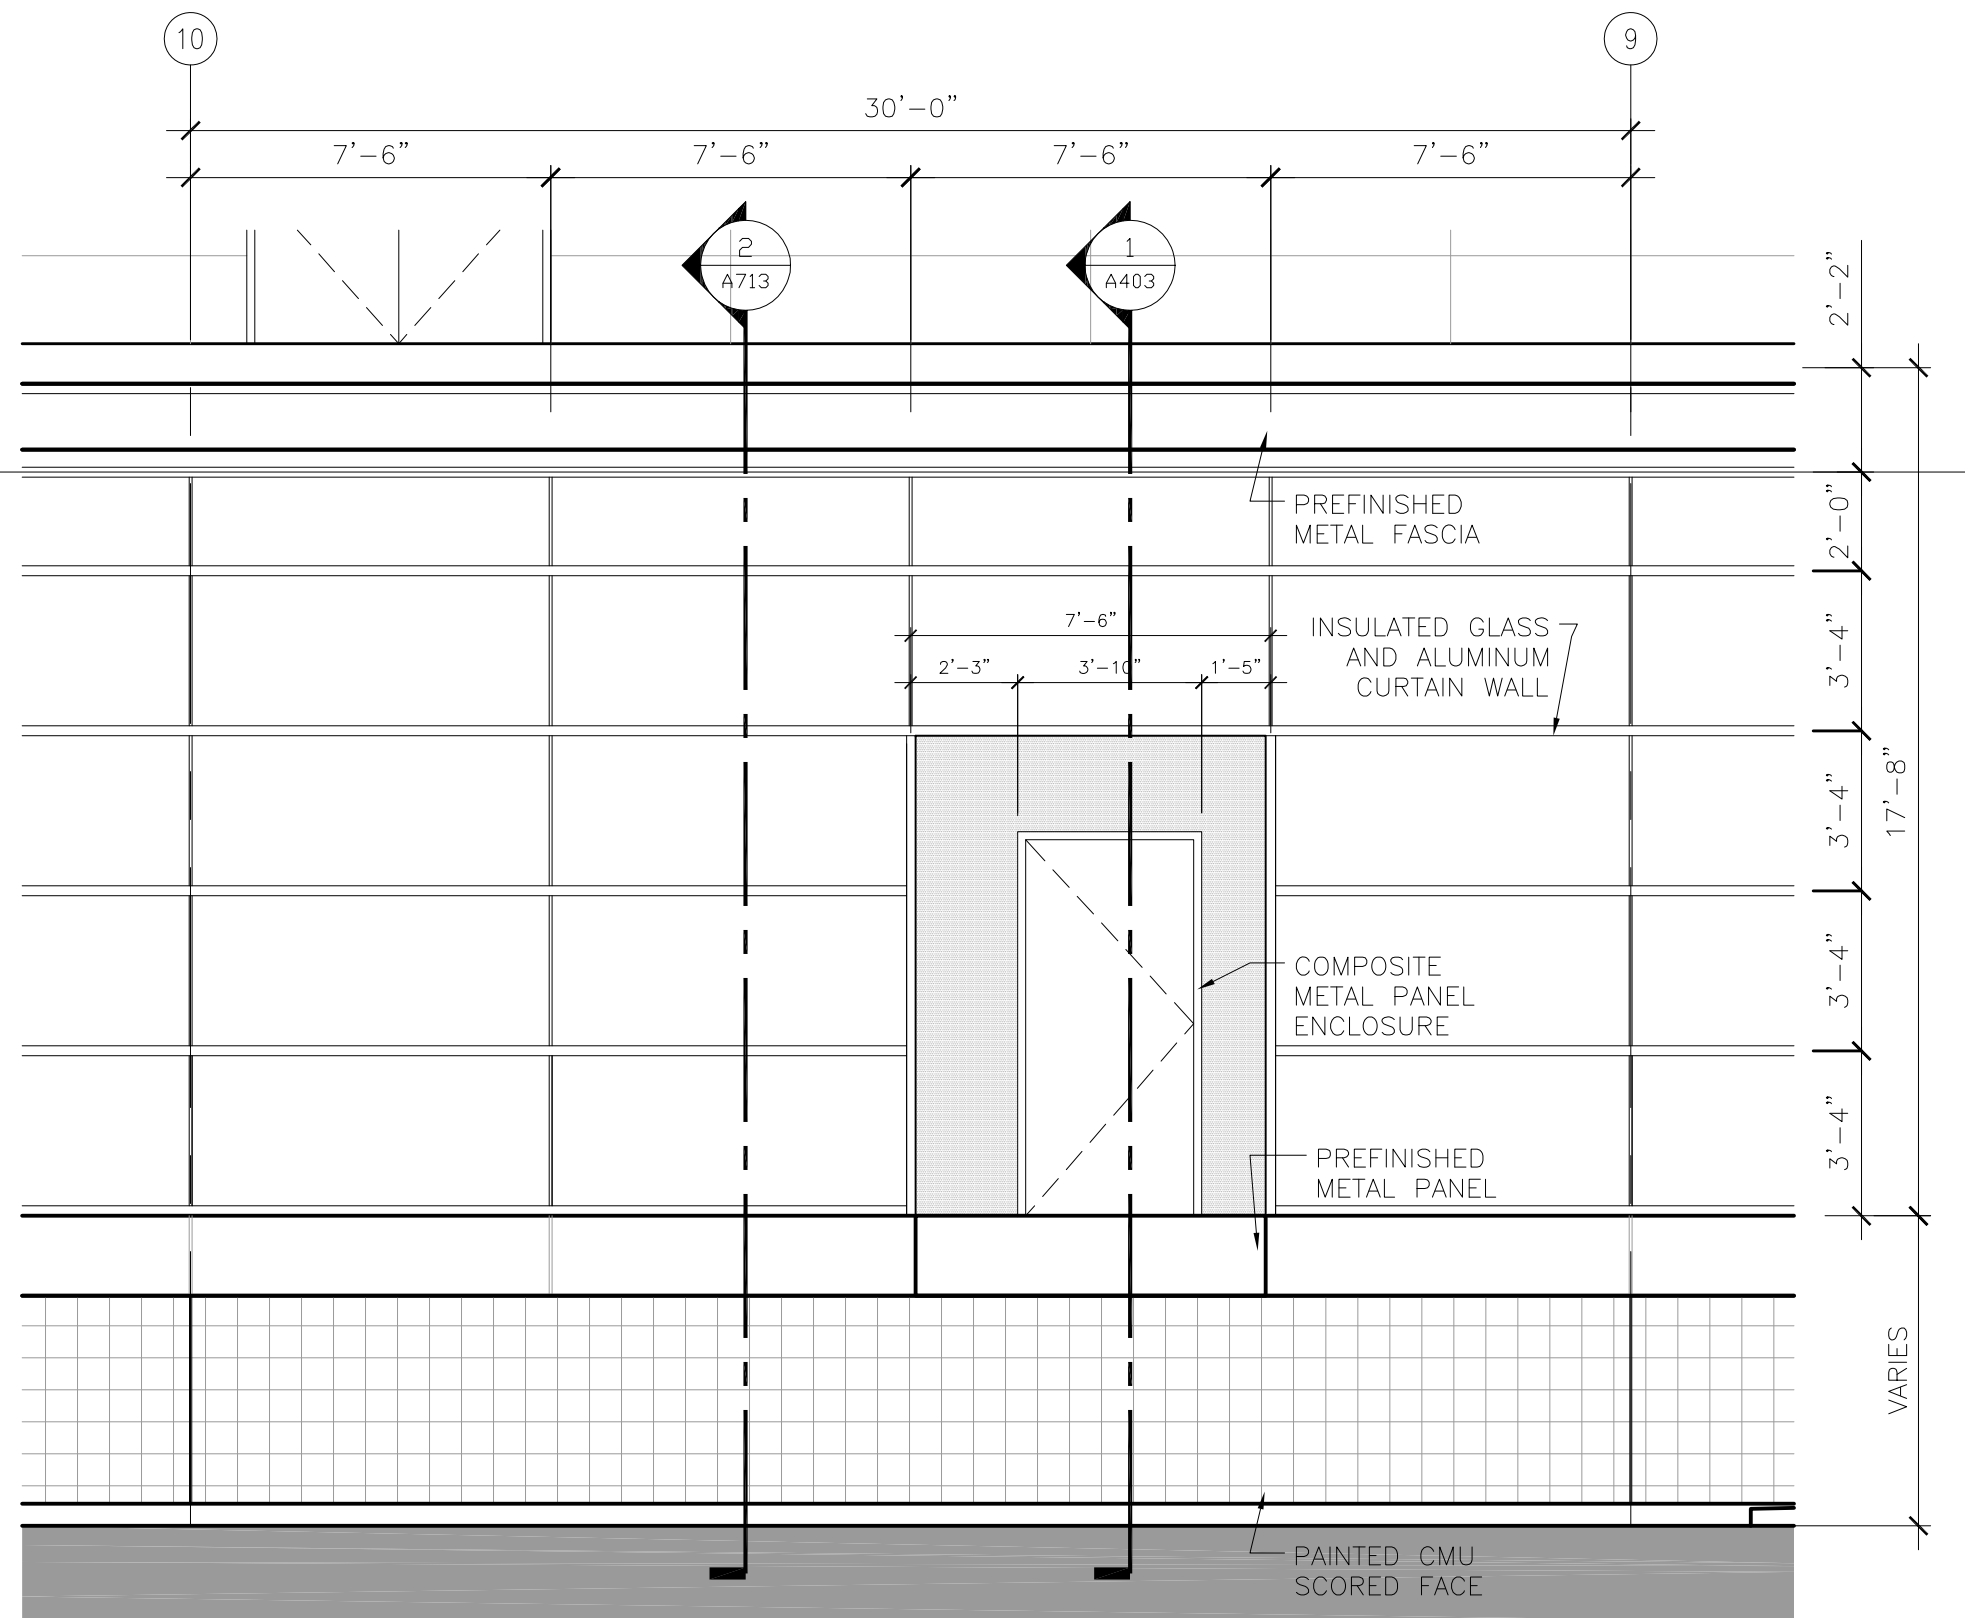 10
9
30'-0"
7'-6"
7'-6"
7'-6"
7'-6"
2
A713
1
A403
2'-2"
PREFINISHED
METAL FASCIA
2'-0"
7'-6"
2'-3"
3'-10"
1'-5"
INSULATED GLASS
AND ALUMINUM
CURTAIN WALL
3'-4"
3'-4"
17'-8"
COMPOSITE
METAL PANEL
ENCLOSURE
3'-4"
PREFINISHED
METAL PANEL
3'-4"
VARIES
PAINTED CMU
SCORED FACE